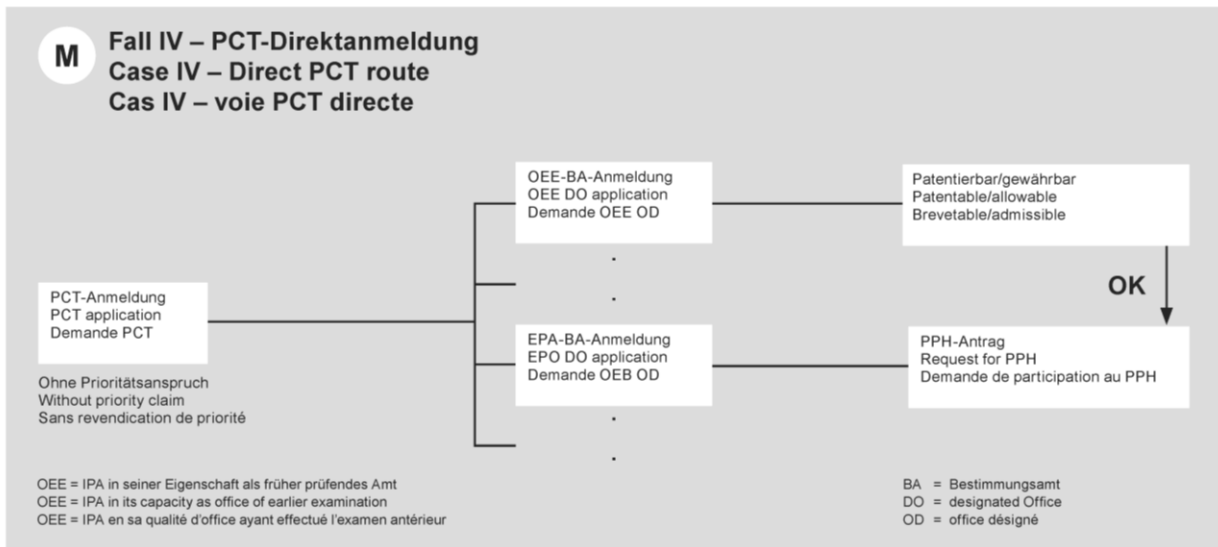 M
Fall IV – PCT-Direktanmeldung
Case IV – Direct PCT route
Cas IV – voie PCT directe
OEE-BA-Anmeldung
OEE DO application
Demande OEE OD
Patentierbar/gewährbar
Patentable/allowable
Brevetable/admissible
OK
PCT-Anmeldung
PCT application
Demande PCT
Ohne Prioritätsanspruch
Without priority claim
Sans revendication de priorité
EPA-BA-Anmeldung
EPO DO application
Demande OEB OD
PPH-Antrag
Request for PPH
Demande de participation au PPH
OEE = IPA in seiner Eigenschaft als früher prüfendes Amt
OEE = IPA in its capacity as office of earlier examination
OEE = IPA en sa qualité d'office ayant effectué l'examen antérieur
BA = Bestimmungsamt
DO = designated Office
OD = office désigné